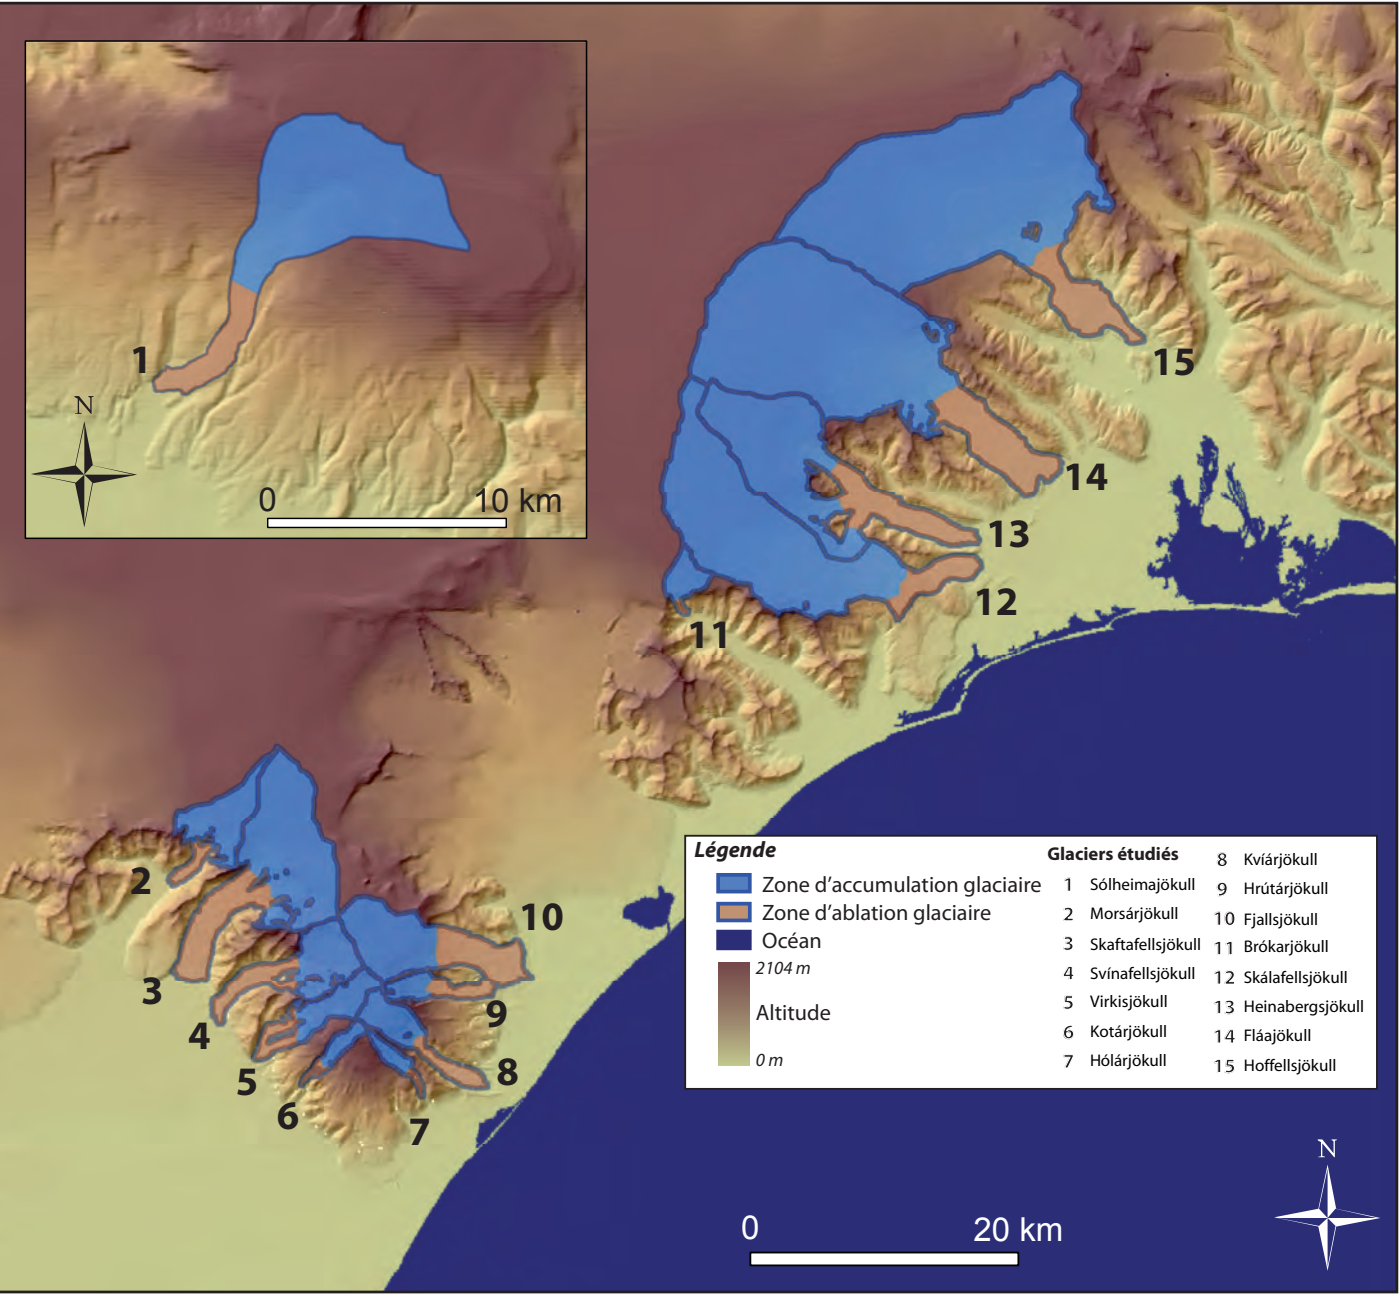 1
N
0 10 km
15
14
13
12
11
2
10
3
9
4
5
8
6
7
Légende
Zone d'accumulation glaciaire
Zone d'ablation glaciaire
Océan
2104 m
Altitude
0 m
Glaciers étudiés
1 Sólheimajökull
2 Morsárjökull
3 Skaftafellsjökull
4 Svínafellsjökull
5 Virkisjökull
6 Kotárjökull
7 Hólárjökull
8 Kvíárjökull
9 Hrútárjökull
10 Fjallsjökull
11 Brókarjökull
12 Skálafellsjökull
13 Heinabergsjökull
14 Fláajökull
15 Hoffellsjökull
N
0 20 km